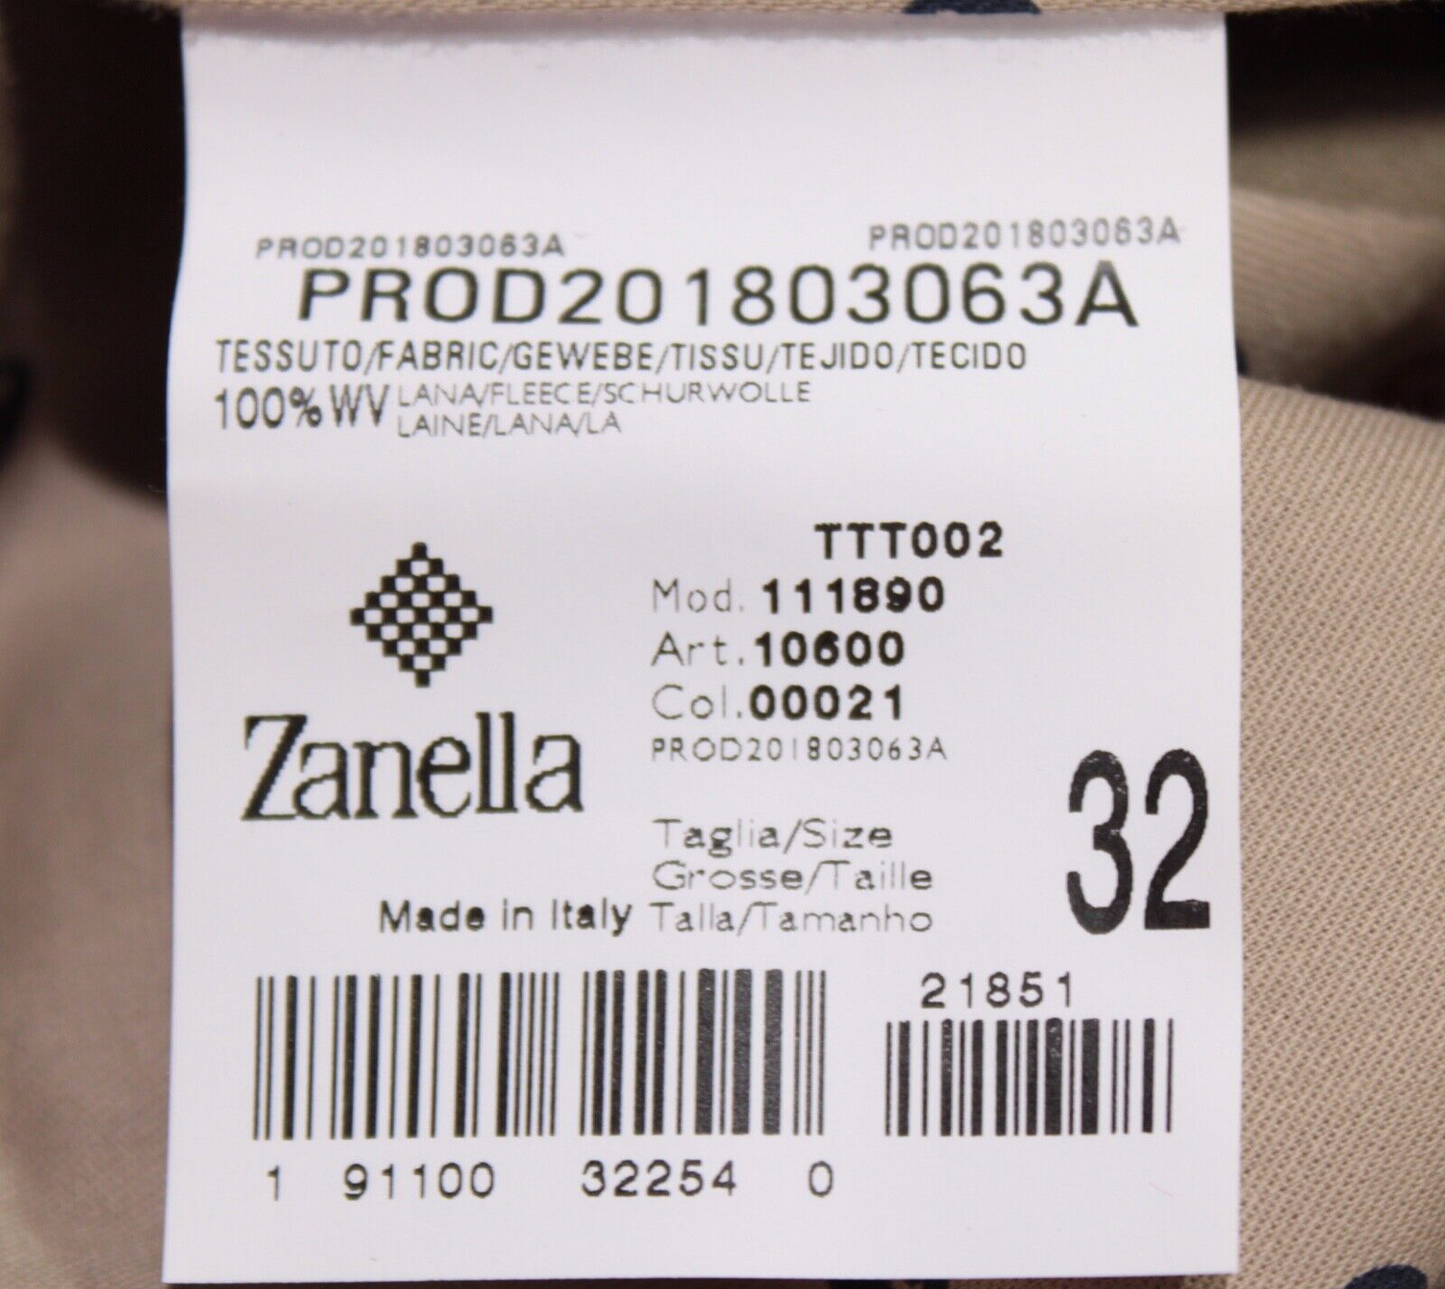 PROD201803063A PROD201803063A
PROD201803063A
TESSUTO/FABRIC/GEWEBE/TISSU/TEJIDO/TECIDO
100% WV LANA/FLEECE/SCHURWOLLE
LAINE/LANA/LA
TTT002
Mod. 111890
Art. 10600
Col. 00021
PROD201803063A
Zanella
32
Taglia/Size
Grosse/Taille
Made in Italy Talla/Tamanho
21851
1 91100 32254 0